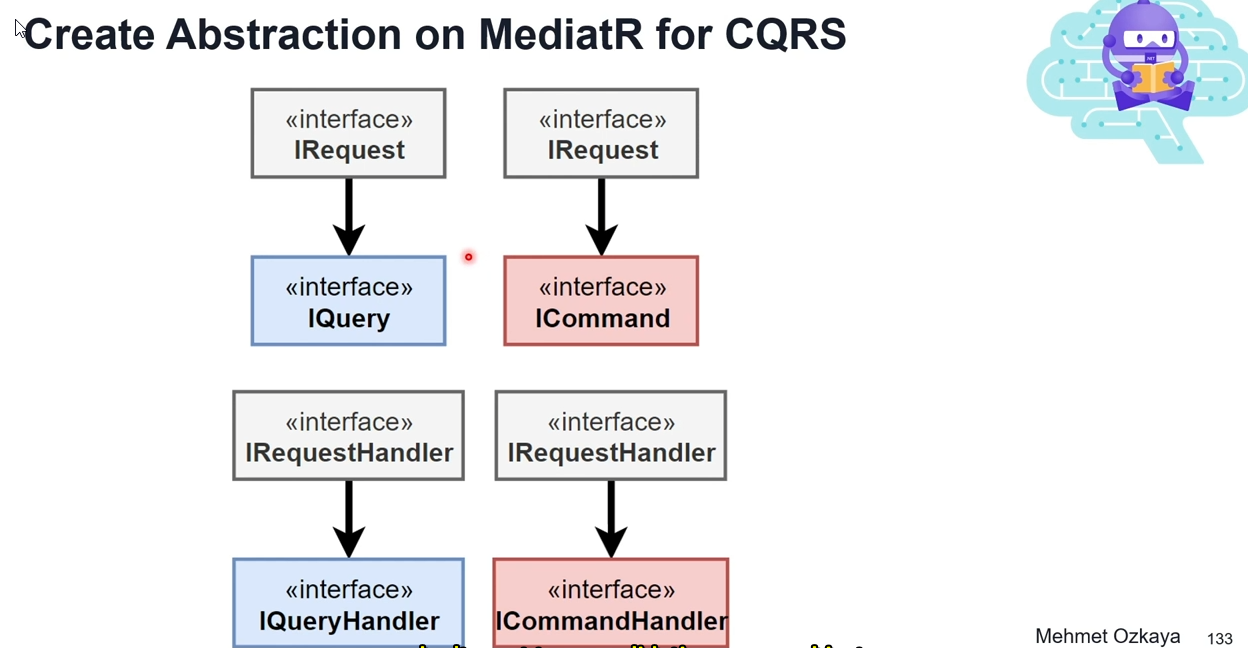 Create Abstraction on MediatR for CQRS
«interface»
IRequest
«interface»
IRequest
«interface»
IQuery
«interface»
ICommand
«interface»
IRequestHandler
«interface»
IRequestHandler
«interface»
IQueryHandler
«interface»
ICommandHandler
.NET
Mehmet Ozkaya
133